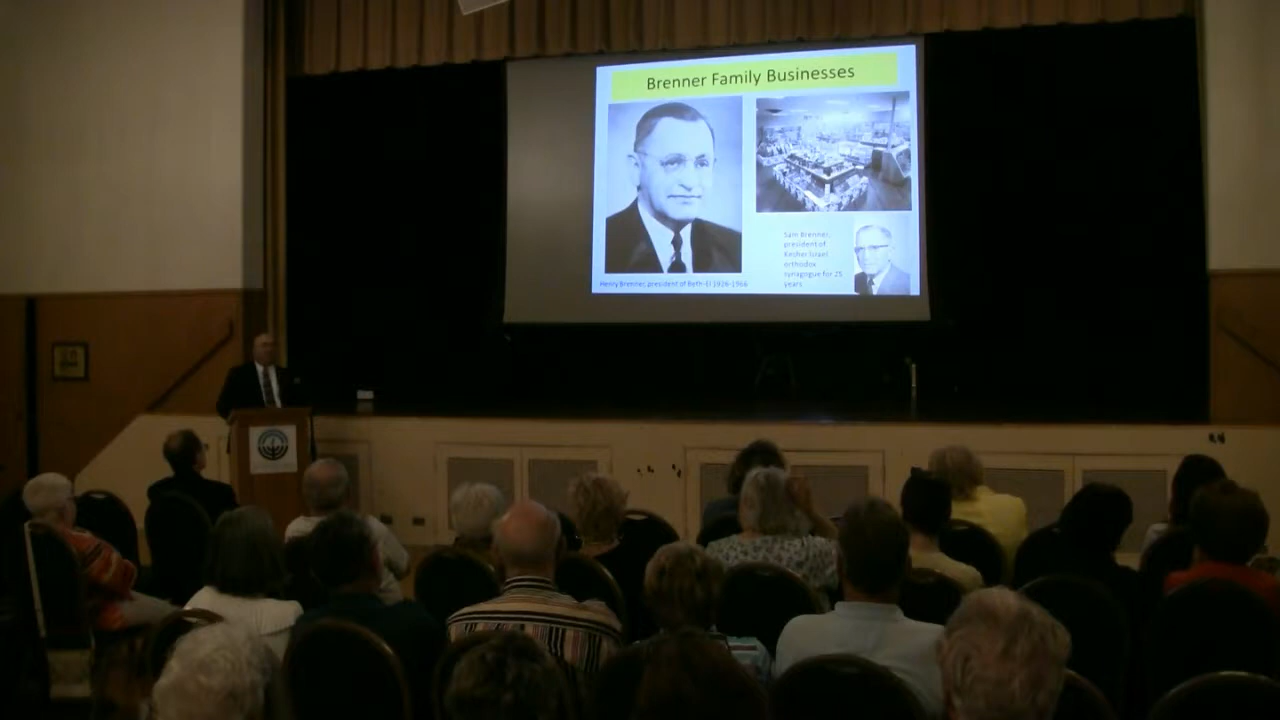 Brenner Family Businesses
Henry Brenner, president of Beth-El 1926-1966
Sam Brenner,
president of
Kesher Israel
orthodox
synagogue for 25
years